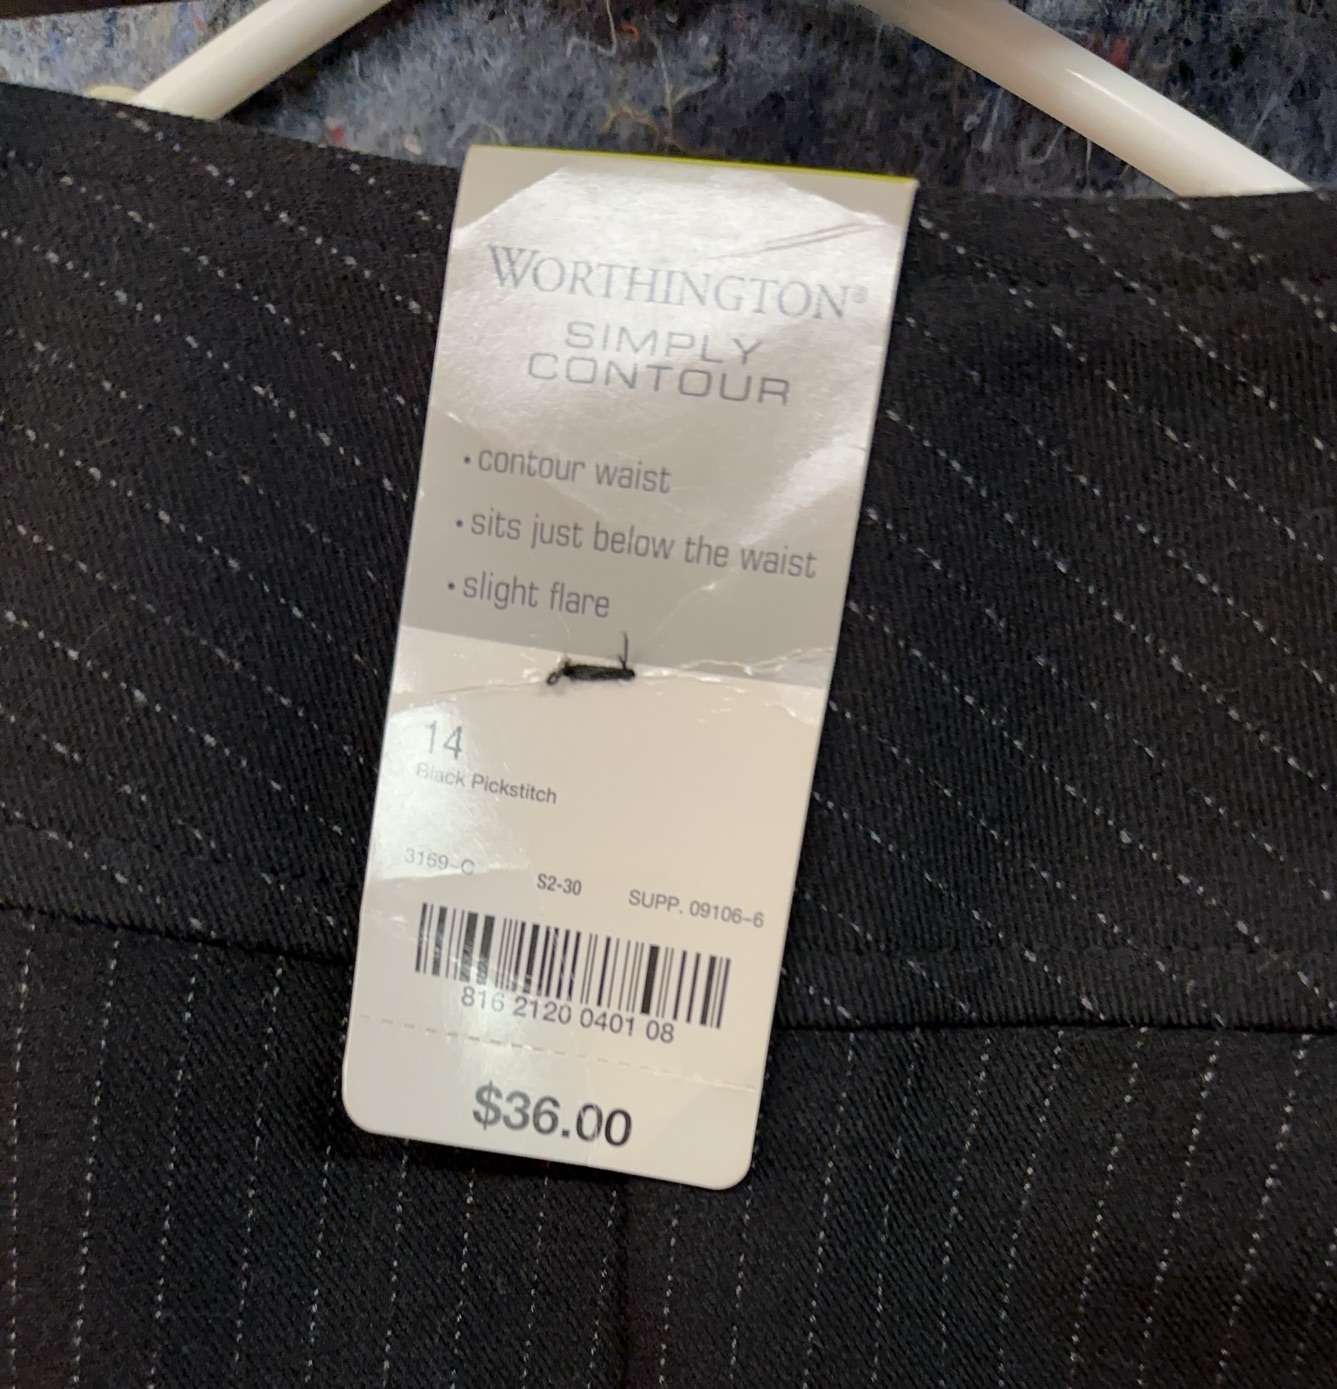 WORTHINGTON®
SIMPLY
CONTOUR
• contour waist
• sits just below the waist
• slight flare
14
Black Pickstitch
3169-C S2-30 SUPP. 09106-6
816 2120 0401 08
$36.00